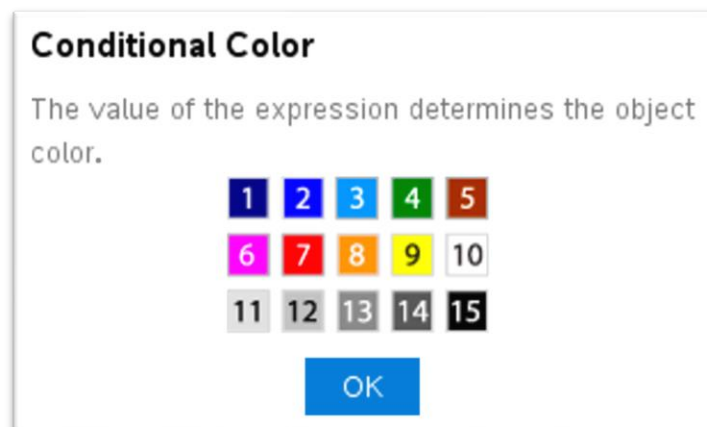 Conditional Color
The value of the expression determines the object
color.
1 2 3 4 5
6 7 8 9 10
11 12 13 14 15
OK